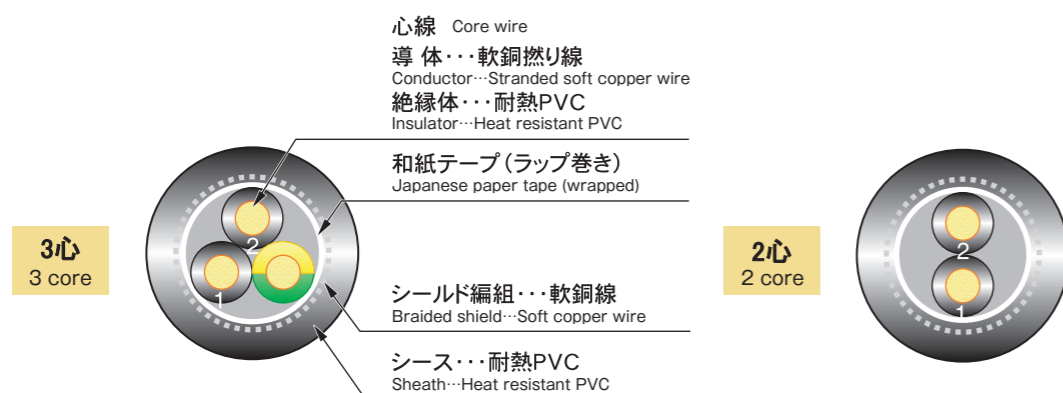 心線 Core wire
導 体・・・軟銅撚り線
Conductor…Stranded soft copper wire
絶縁体・・・耐熱PVC
Insulator…Heat resistant PVC
和紙テープ(ラップ巻き)
Japanese paper tape (wrapped)
3心
3 core
2
1
シールド編組・・・軟銅線
Braided shield…Soft copper wire
シース・・・耐熱PVC
Sheath…Heat resistant PVC
2心
2 core
2
1